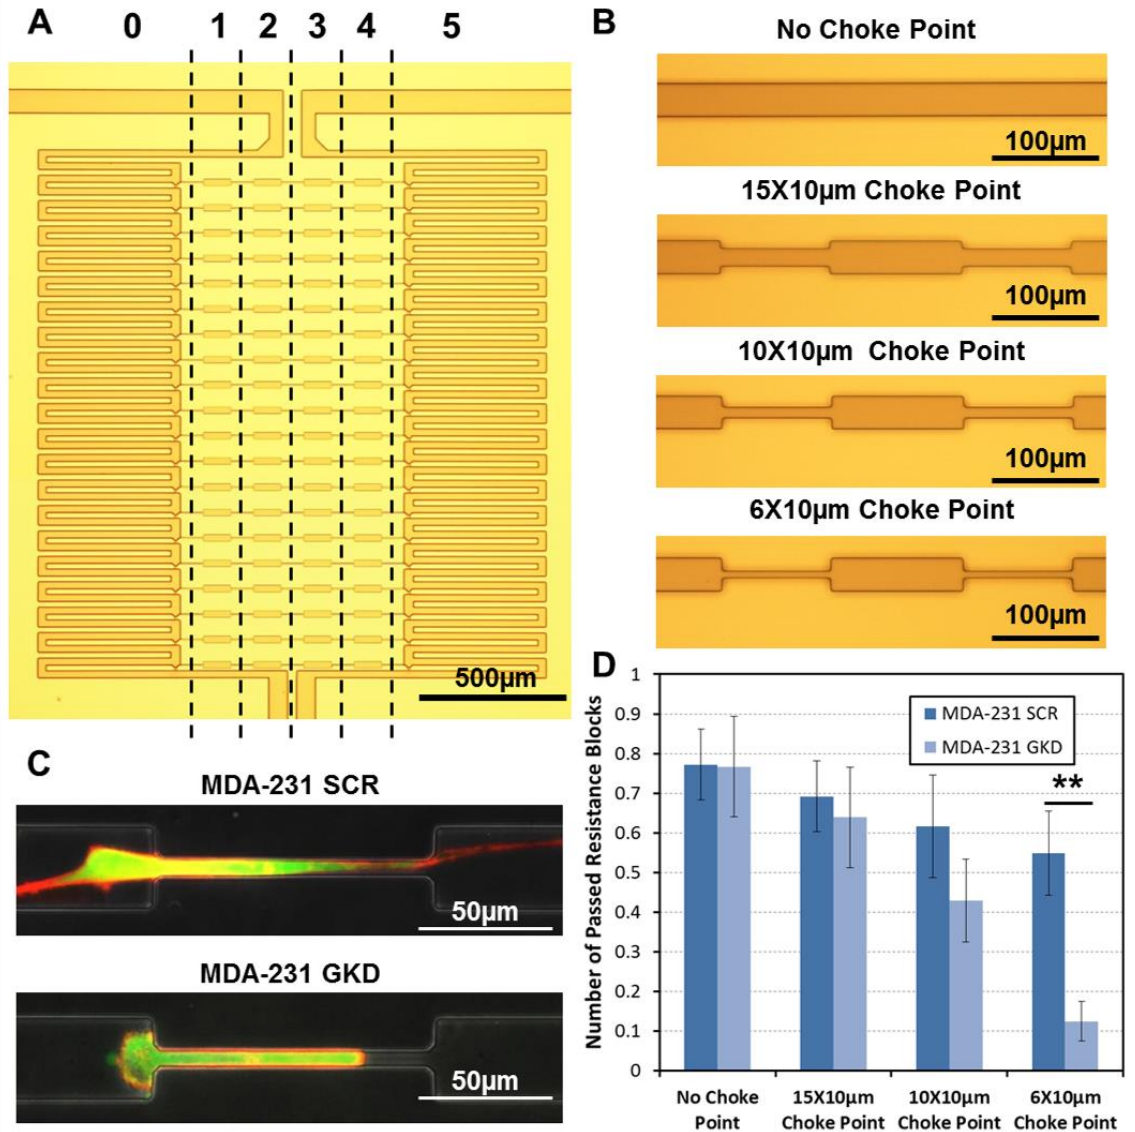 A
0 1 2 3 4 5
500µm
B
No Choke Point
100µm
15X10µm Choke Point
100µm
10X10µm Choke Point
100µm
6X10µm Choke Point
100µm
C
MDA-231 SCR
50µm
MDA-231 GKD
50µm
D
Number of Passed Resistance Blocks
1
0.9
0.8
0.7
0.6
0.5
0.4
0.3
0.2
0.1
0
MDA-231 SCR
MDA-231 GKD
**
No Choke
Point
15X10µm
Choke Point
10X10µm
Choke Point
6X10µm
Choke Point